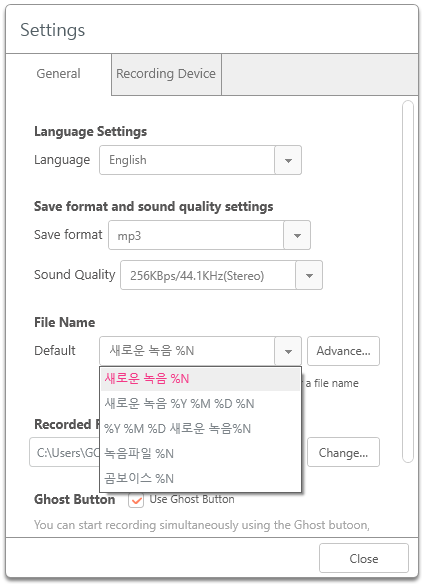 Settings
General Recording Device
Language Settings
Language English
Save format and sound quality settings
Save format mp3
Sound Quality 256KBps/44.1KHz(Stereo)
File Name
Default 새로운 녹음 %N Advance...
새로운 녹음 %N
a file name
새로운 녹음 %Y %M %D %N
%Y %M %D 새로운 녹음%N
Recorded
녹음파일 %N
C:\Users\GO Change...
곰보이스 %N
Ghost Button Use Ghost Button
You can start recording simultaneously using the Ghost butoon,
Close